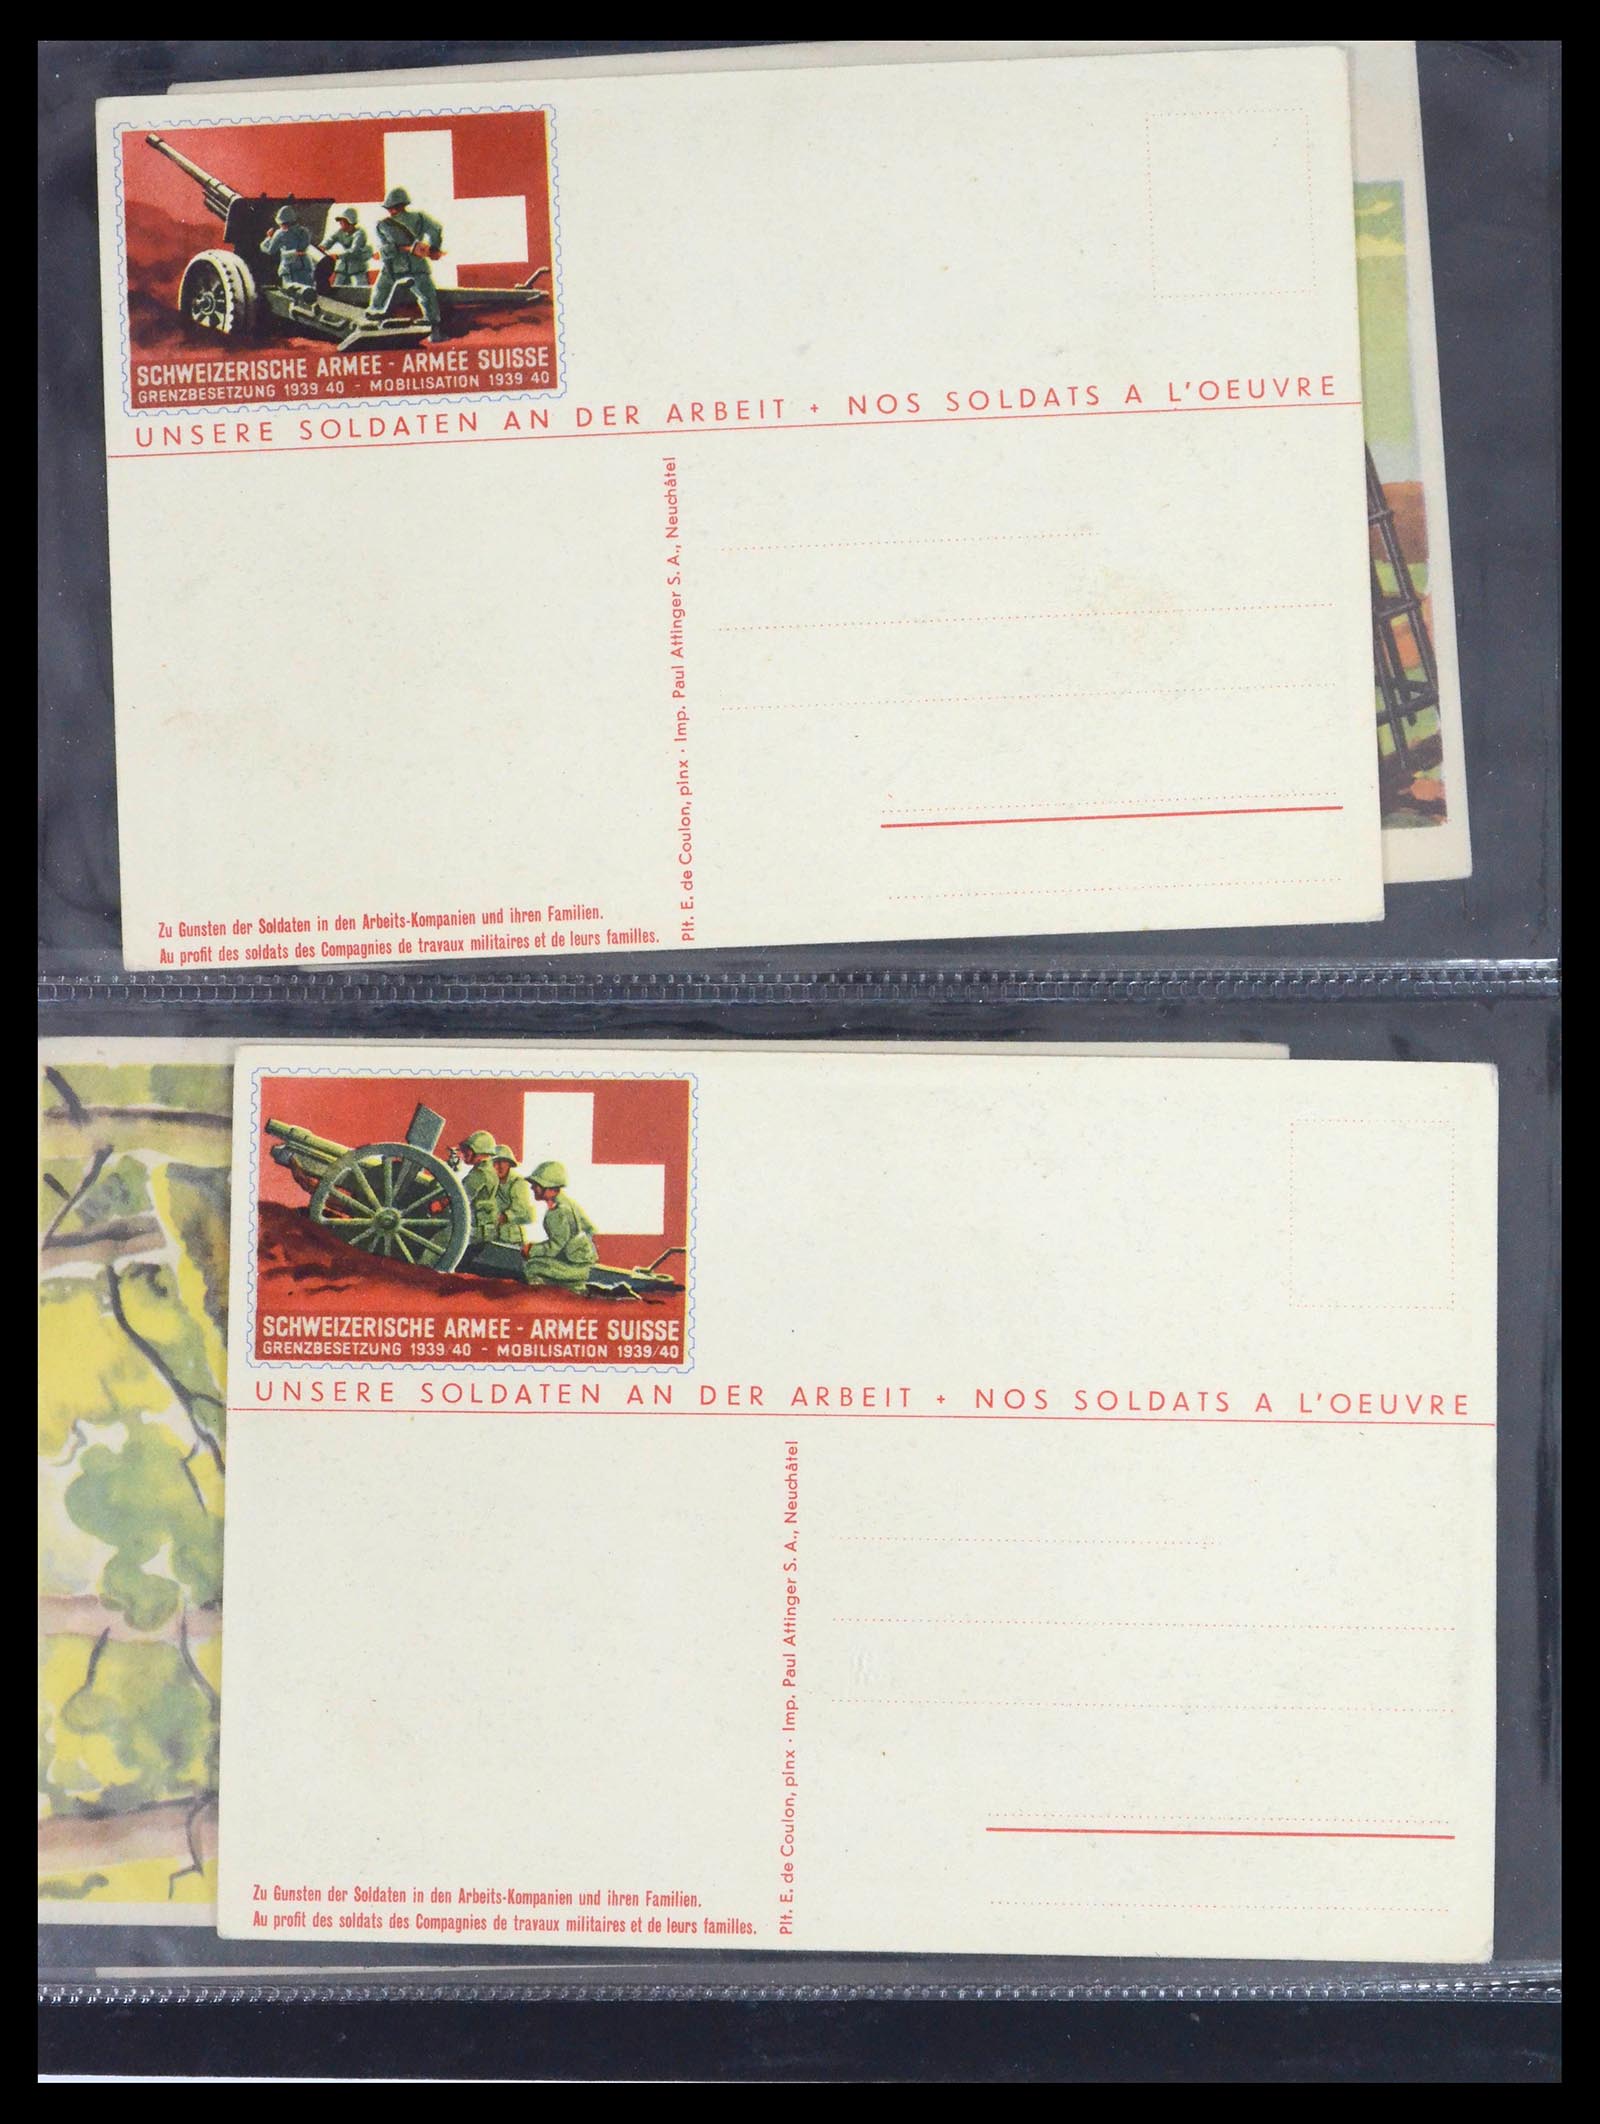 SCHWEIZERISCHE ARMEE - ARMÉE SUISSE
GRENZBESETZUNG 1939/40 - MOBILISATION 1939/40
UNSERE SOLDATEN AN DER ARBEIT + NOS SOLDATS A L'OEUVRE
Plt. E. de Coulon, pinx · Imp. Paul Attinger S. A., Neuchâtel
Zu Gunsten der Soldaten in den Arbeits-Kompanien und ihren Familien.
Au profit des soldats des Compagnies de travaux militaires et de leurs familles.
SCHWEIZERISCHE ARMEE - ARMÉE SUISSE
GRENZBESETZUNG 1939/40 - MOBILISATION 1939/40
UNSERE SOLDATEN AN DER ARBEIT + NOS SOLDATS A L'OEUVRE
Plt. E. de Coulon, pinx · Imp. Paul Attinger S. A., Neuchâtel
Zu Gunsten der Soldaten in den Arbeits-Kompanien und ihren Familien.
Au profit des soldats des Compagnies de travaux militaires et de leurs familles.